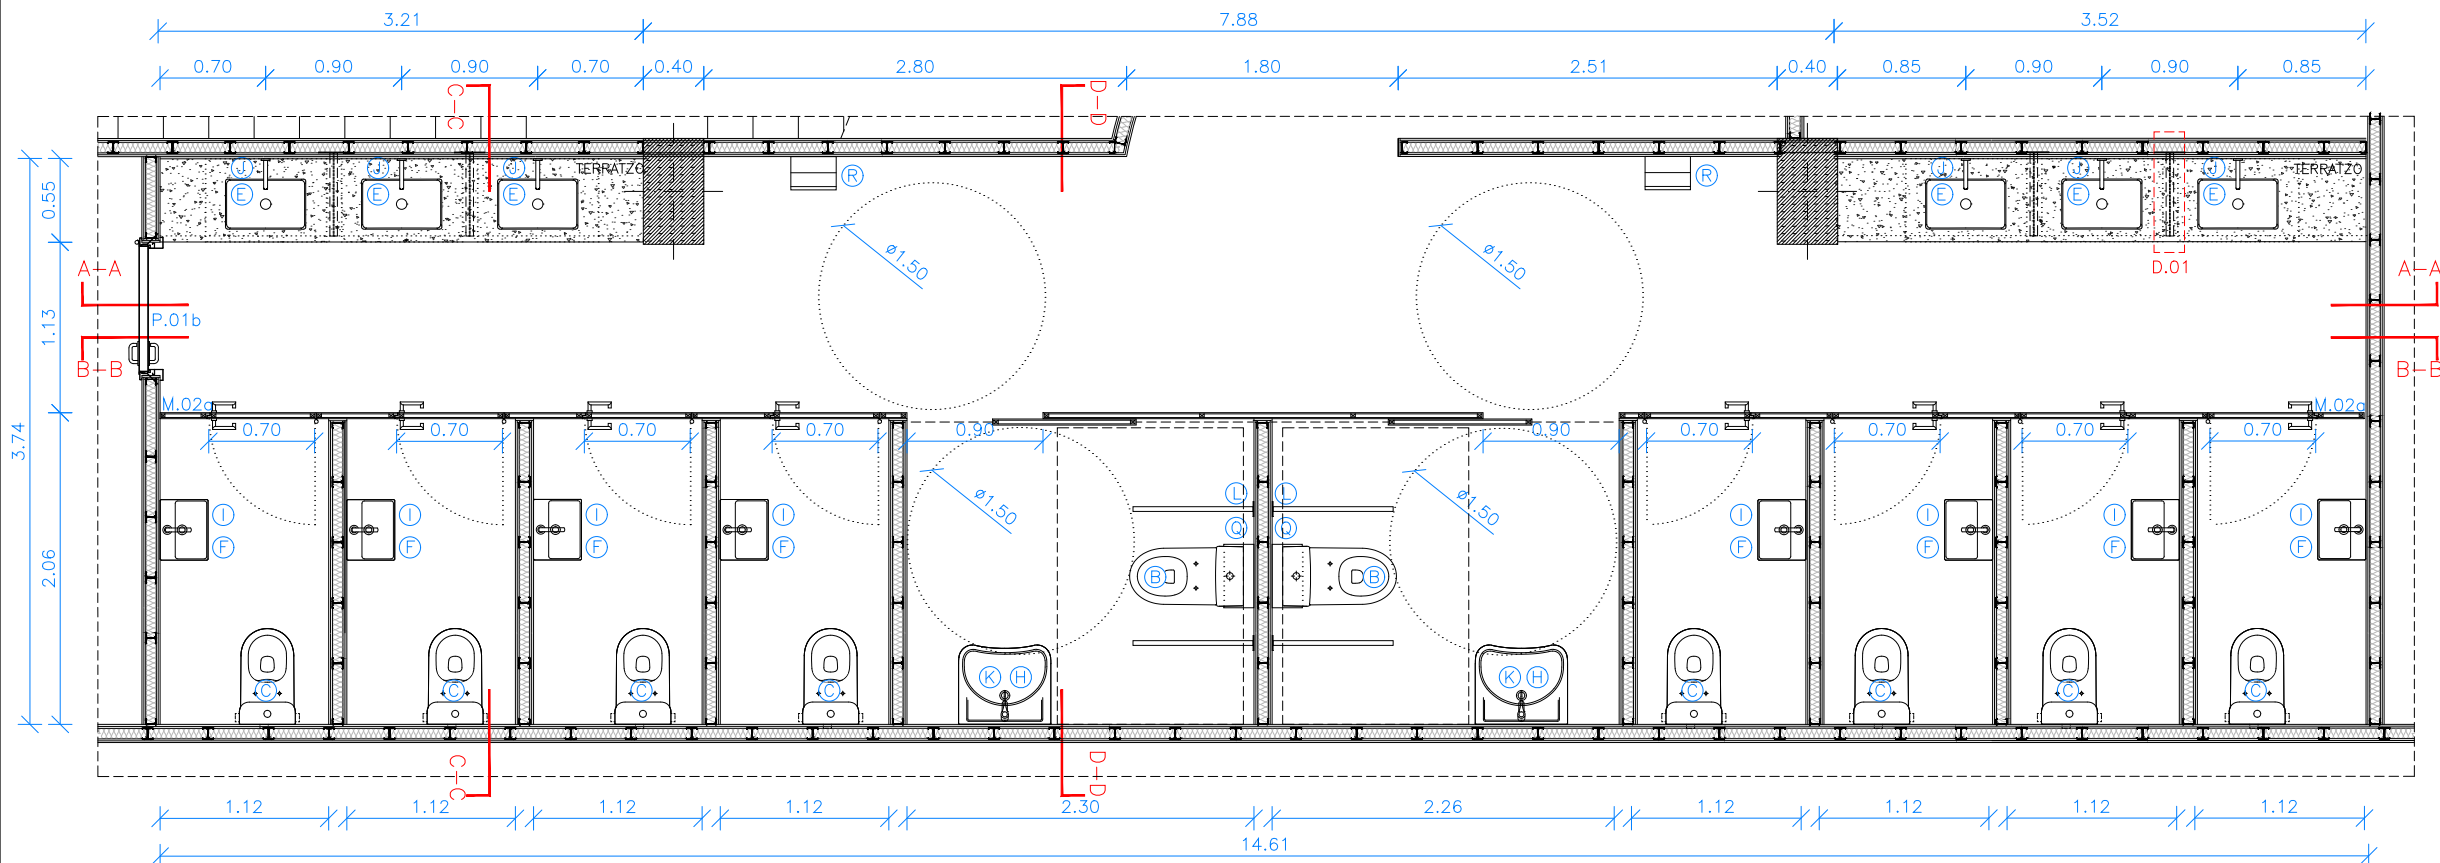 3.21 7.88 3.52
0.70 0.90 0.90 0.70 0.40 2.80 1.80 2.51 0.40 0.85 0.90 0.90 0.85
C-C D-D
J J J TERRATZO R R J J J TERRATZO
E E E E E E
0.55
ø1.50 ø1.50
A-A D.01 A-A
1.13
P.01b
B-B B-B
M.02a M.02a
3.74
0.70 0.70 0.70 0.70 0.90 0.90 0.70 0.70 0.70 0.70
L L
ø1.50 ø1.50
I I I I I I I I
Q Q
F F F F F F F F
2.06
B B
K H K H
C C C C C C C C
C-C D-D
1.12 1.12 1.12 1.12 2.30 2.26 1.12 1.12 1.12 1.12
14.61